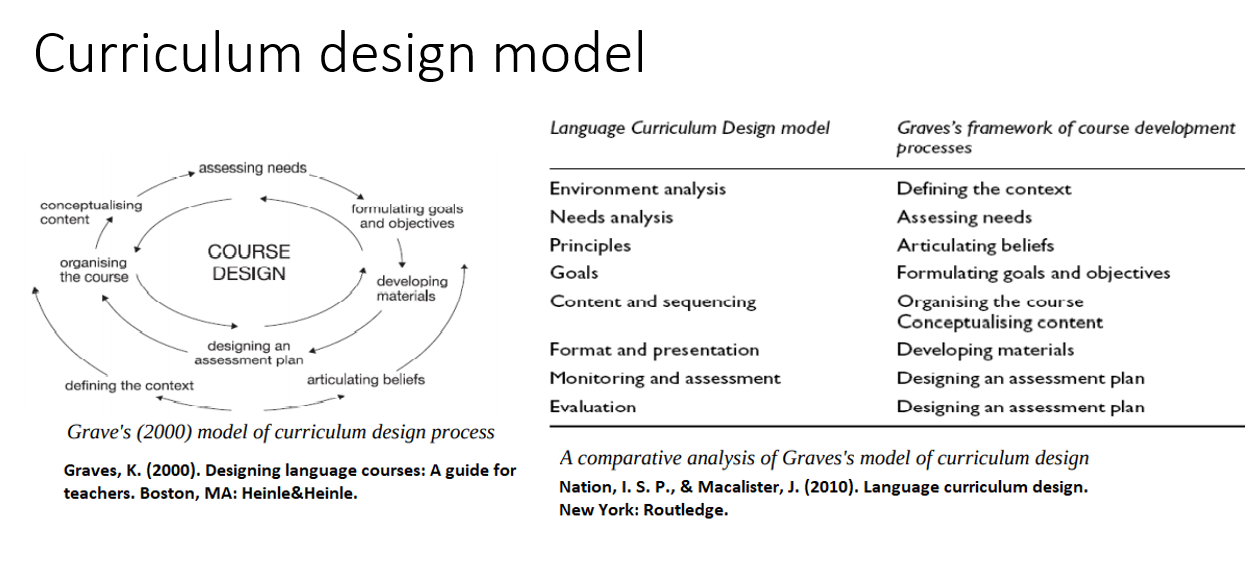 Curriculum design model
assessing needs
conceptualising
content
formulating goals
and objectives
COURSE
DESIGN
organising
the course
developing
materials
designing an
assessment plan
defining the context
articulating beliefs
Grave's (2000) model of curriculum design process
Graves, K. (2000). Designing language courses: A guide for
teachers. Boston, MA: Heinle&Heinle.
Language Curriculum Design model
Graves's framework of course development
processes
Environment analysis
Defining the context
Needs analysis
Assessing needs
Principles
Articulating beliefs
Goals
Formulating goals and objectives
Content and sequencing
Organising the course
Conceptualising content
Format and presentation
Developing materials
Monitoring and assessment
Designing an assessment plan
Evaluation
Designing an assessment plan
A comparative analysis of Graves's model of curriculum design
Nation, I. S. P., & Macalister, J. (2010). Language curriculum design.
New York: Routledge.